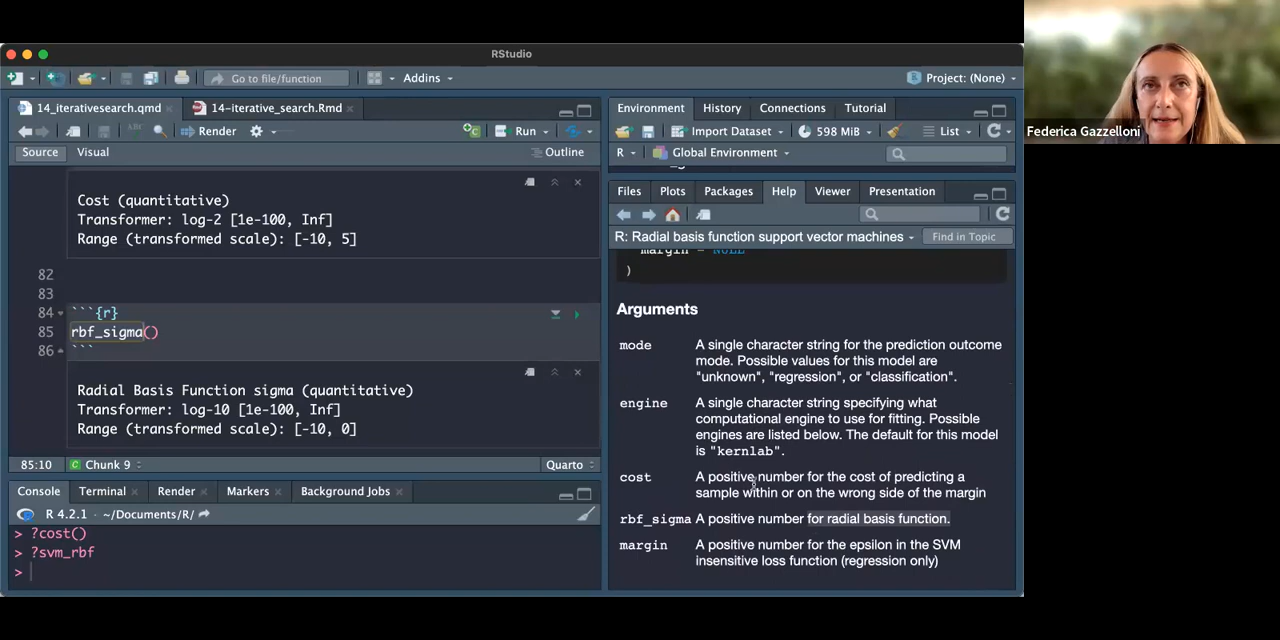 RStudio
Go to file/function
Addins
Project: (None)
14_iterativesearch.qmd
14-iterative_search.Rmd
Render
Run
Source
Visual
Outline
Cost (quantitative)
Transformer: log-2 [1e-100, Inf]
Range (transformed scale): [-10, 5]
82
83
84 ```{r}
85 rbf_sigma()
86 ```
Radial Basis Function sigma (quantitative)
Transformer: log-10 [1e-100, Inf]
Range (transformed scale): [-10, 0]
85:10
Chunk 9
Quarto
Console
Terminal
Render
Markers
Background Jobs
R 4.2.1 · ~/Documents/R/
> ?cost()
> ?svm_rbf
>
Environment
History
Connections
Tutorial
Import Dataset
598 MiB
List
R
Global Environment
Files
Plots
Packages
Help
Viewer
Presentation
R: Radial basis function support vector machines
Find in Topic
margin = NULL
)
Arguments
mode A single character string for the prediction outcome
mode. Possible values for this model are
"unknown", "regression", or "classification".
engine A single character string specifying what
computational engine to use for fitting. Possible
engines are listed below. The default for this model
is "kernlab".
cost A positive number for the cost of predicting a
sample within or on the wrong side of the margin
rbf_sigma A positive number for radial basis function.
margin A positive number for the epsilon in the SVM
insensitive loss function (regression only)
Federica Gazzelloni